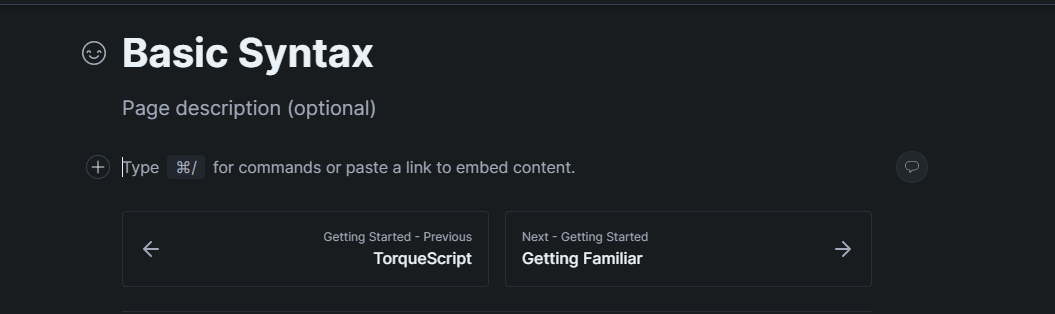 Basic Syntax
Page description (optional)
Type ⌘/ for commands or paste a link to embed content.
Getting Started - Previous
TorqueScript
Next - Getting Started
Getting Familiar